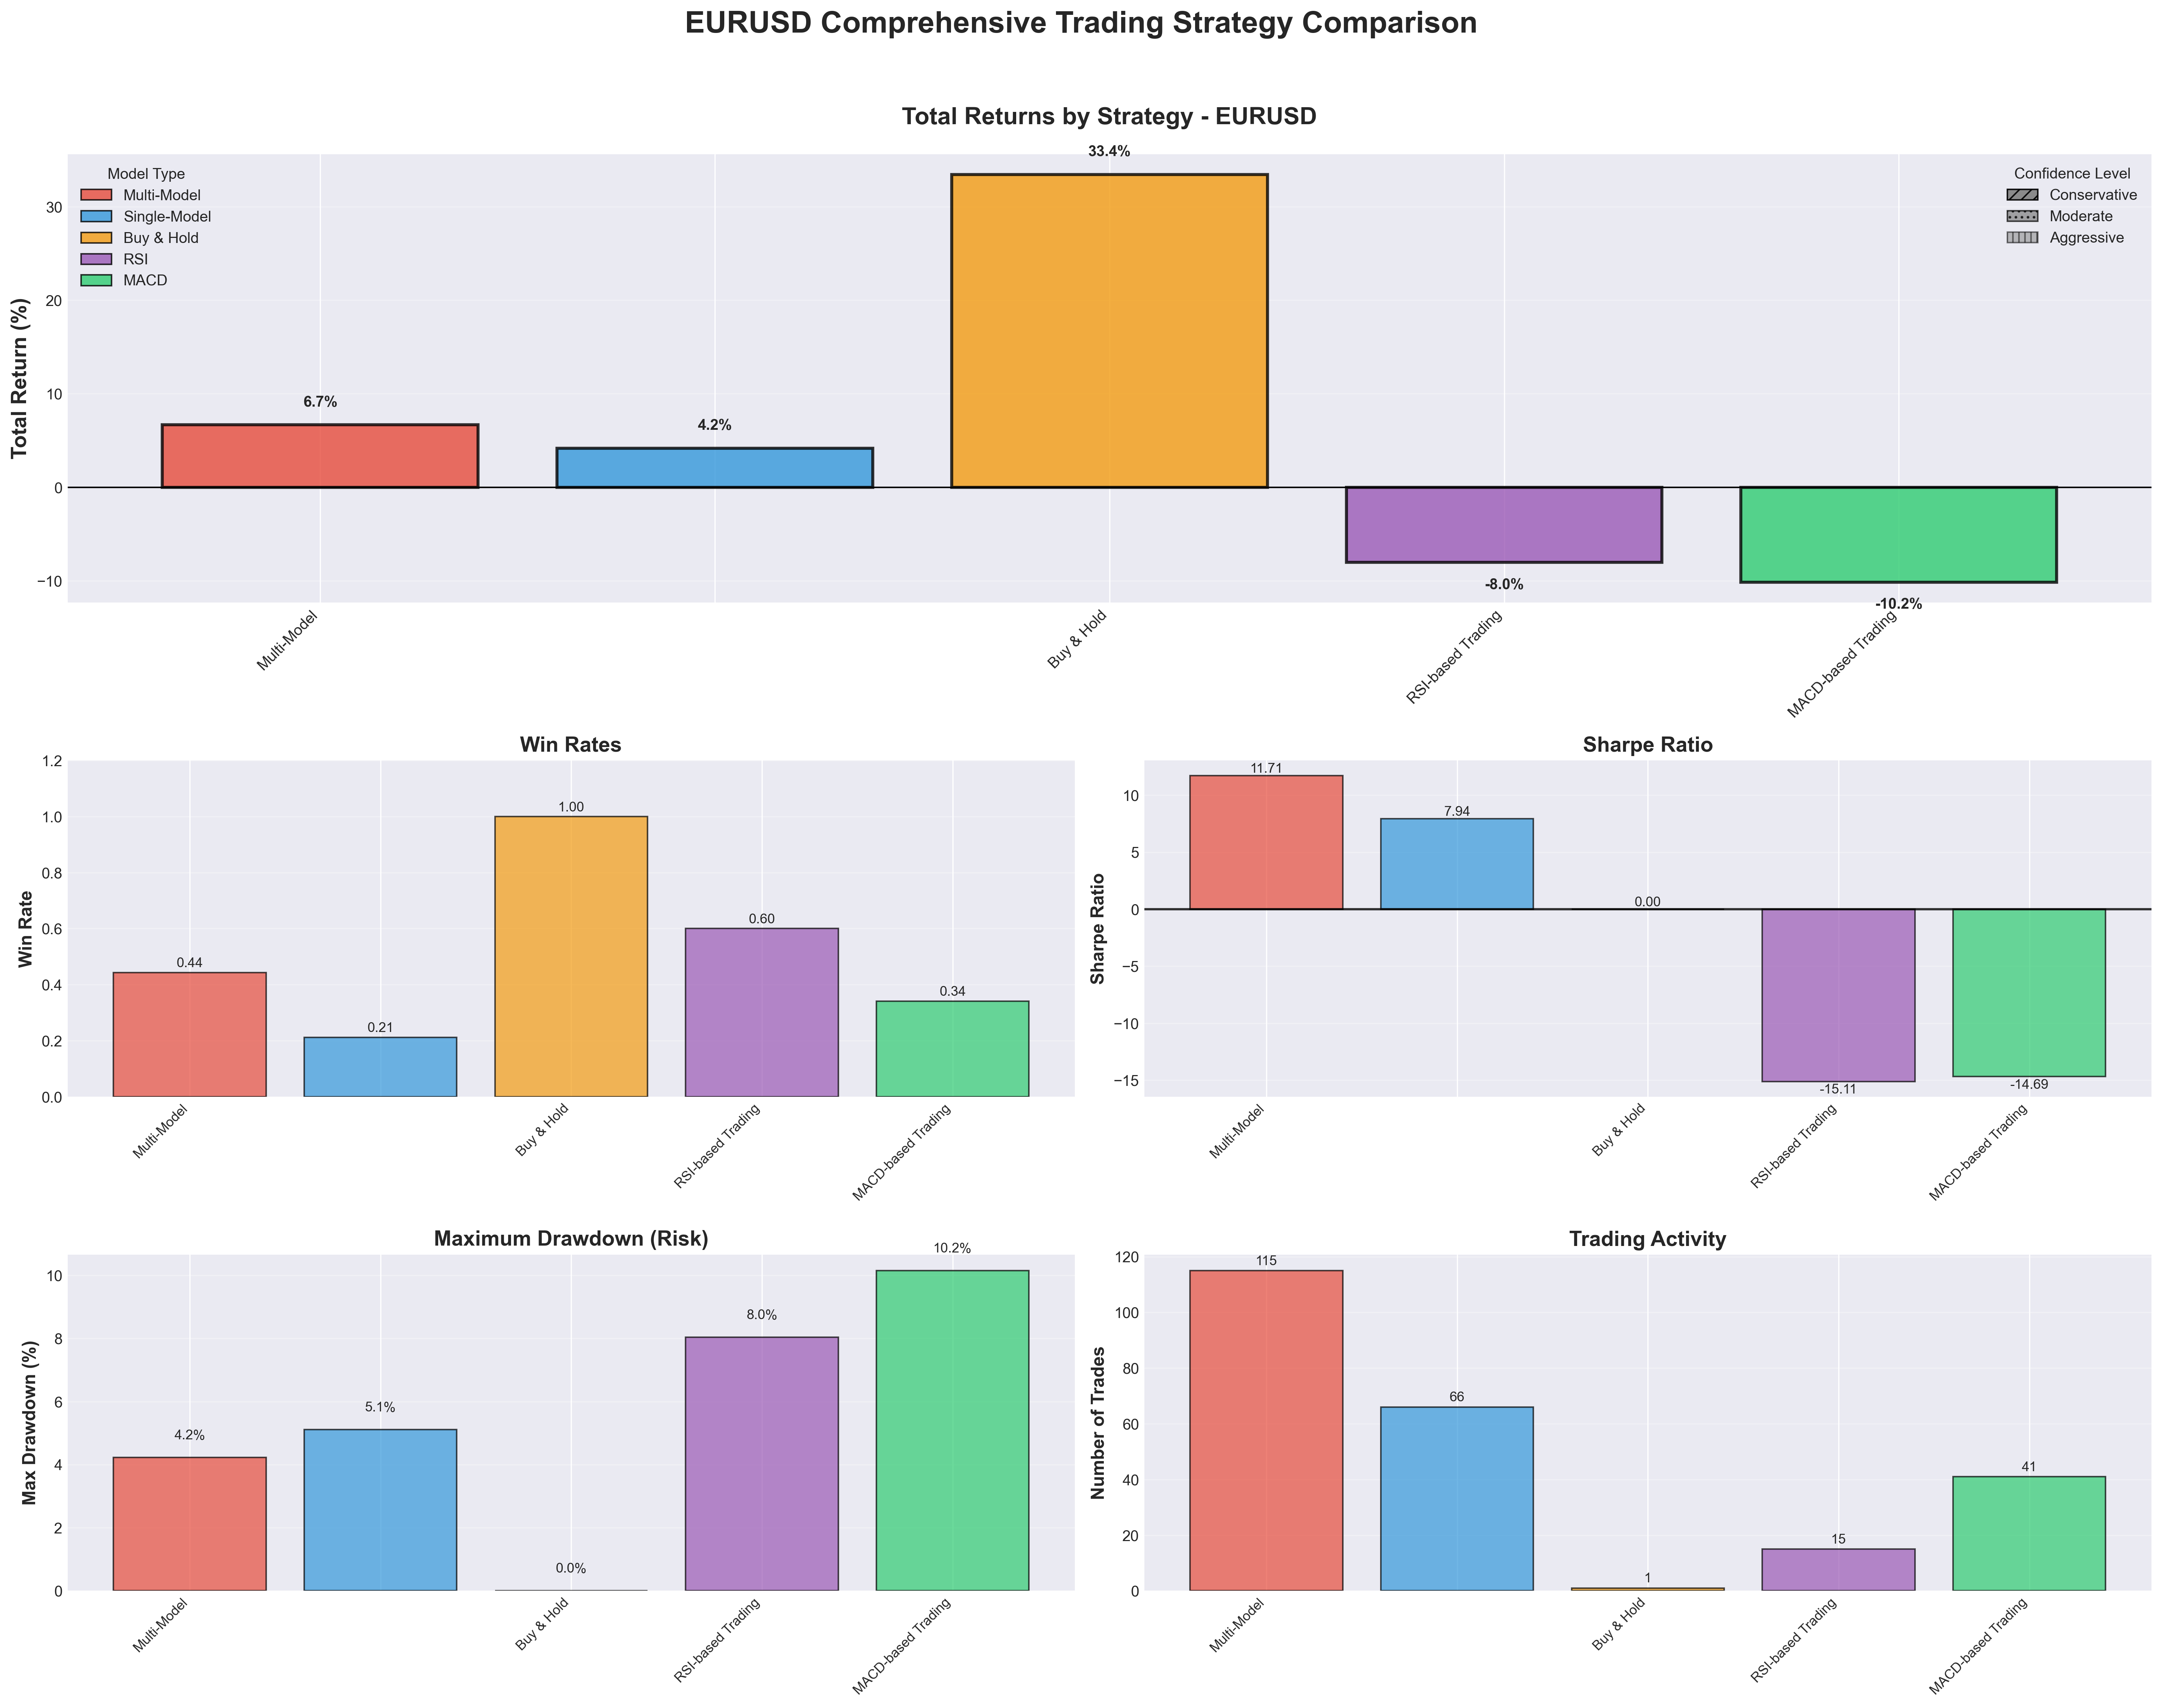 EURUSD Comprehensive Trading Strategy Comparison
Total Returns by Strategy - EURUSD
Total Return (%)
30
20
10
0
−10
Model Type
Multi-Model
Single-Model
Buy & Hold
RSI
MACD
Confidence Level
Conservative
Moderate
Aggressive
6.7%
4.2%
33.4%
-8.0%
-10.2%
Multi-Model
Buy & Hold
RSI-based Trading
MACD-based Trading
Win Rates
Win Rate
1.2
1.0
0.8
0.6
0.4
0.2
0.0
0.44
0.21
1.00
0.60
0.34
Multi-Model
Buy & Hold
RSI-based Trading
MACD-based Trading
Sharpe Ratio
Sharpe Ratio
10
5
0
−5
−10
−15
11.71
7.94
0.00
-15.11
-14.69
Multi-Model
Buy & Hold
RSI-based Trading
MACD-based Trading
Maximum Drawdown (Risk)
Max Drawdown (%)
10
8
6
4
2
0
4.2%
5.1%
0.0%
8.0%
10.2%
Multi-Model
Buy & Hold
RSI-based Trading
MACD-based Trading
Trading Activity
Number of Trades
120
100
80
60
40
20
0
115
66
1
15
41
Multi-Model
Buy & Hold
RSI-based Trading
MACD-based Trading